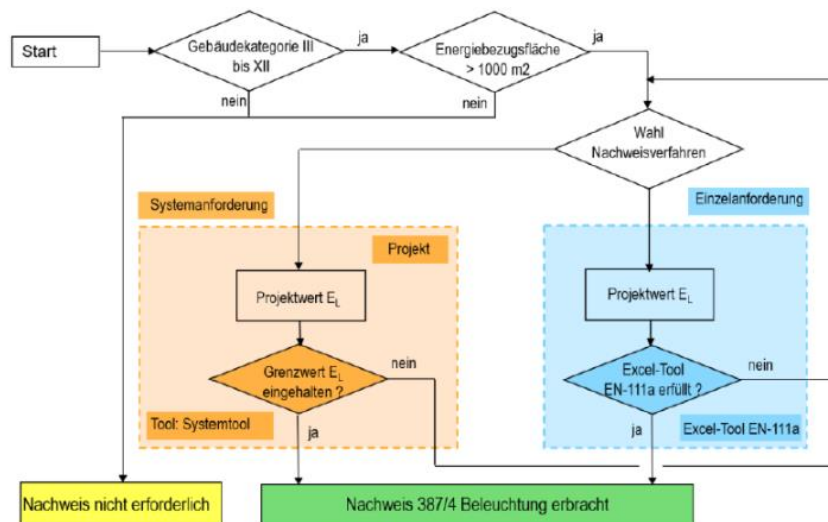 Start
Gebäudekategorie III
bis XII
ja
Energiebezugsfläche
> 1000 m2
ja
nein
nein
Wahl
Nachweisverfahren
Systemanforderung
Einzelanforderung
Projekt
Projektwert EL
Projektwert EL
Grenzwert EL
eingehalten ?
nein
Excel-Tool
EN-111a erfüllt ?
nein
Tool: Systemtool
ja
ja
Excel-Tool EN-111a
Nachweis nicht erforderlich
Nachweis 387/4 Beleuchtung erbracht